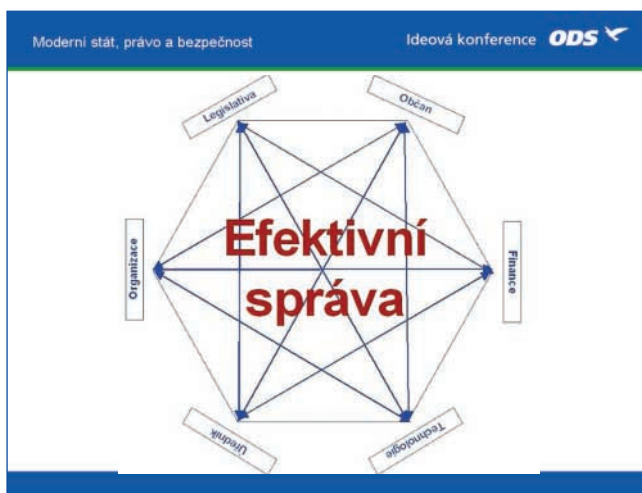 Moderní stát, právo a bezpečnost
Ideová konference ODS
Legislativa
Občan
Organizace
Efektivní
správa
Finance
Úředník
Technologie